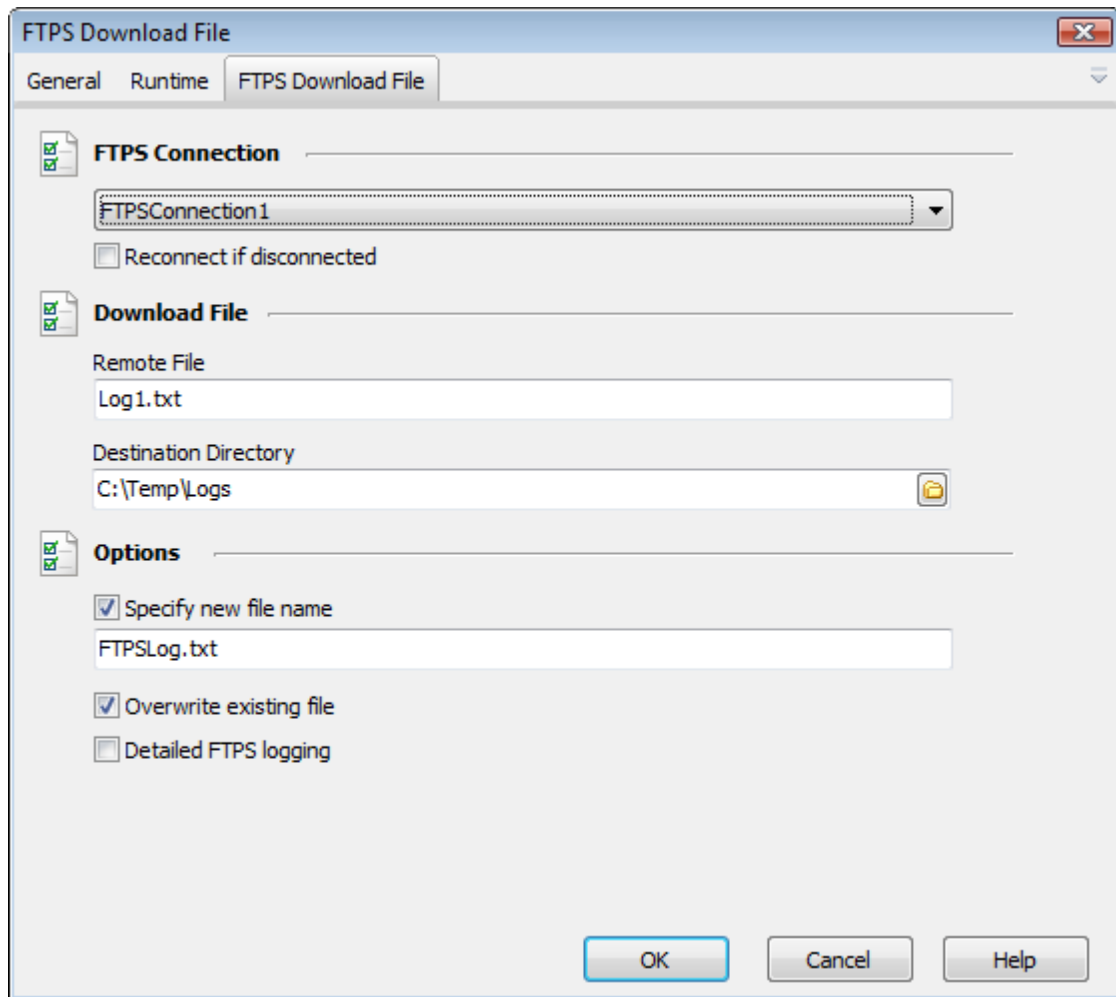 FTPS Download File
General Runtime FTPS Download File
FTPS Connection
FTPSConnection1
Reconnect if disconnected
Download File
Remote File
Log1.txt
Destination Directory
C:\Temp\Logs
Options
Specify new file name
FTPSLog.txt
Overwrite existing file
Detailed FTPS logging
OK Cancel Help